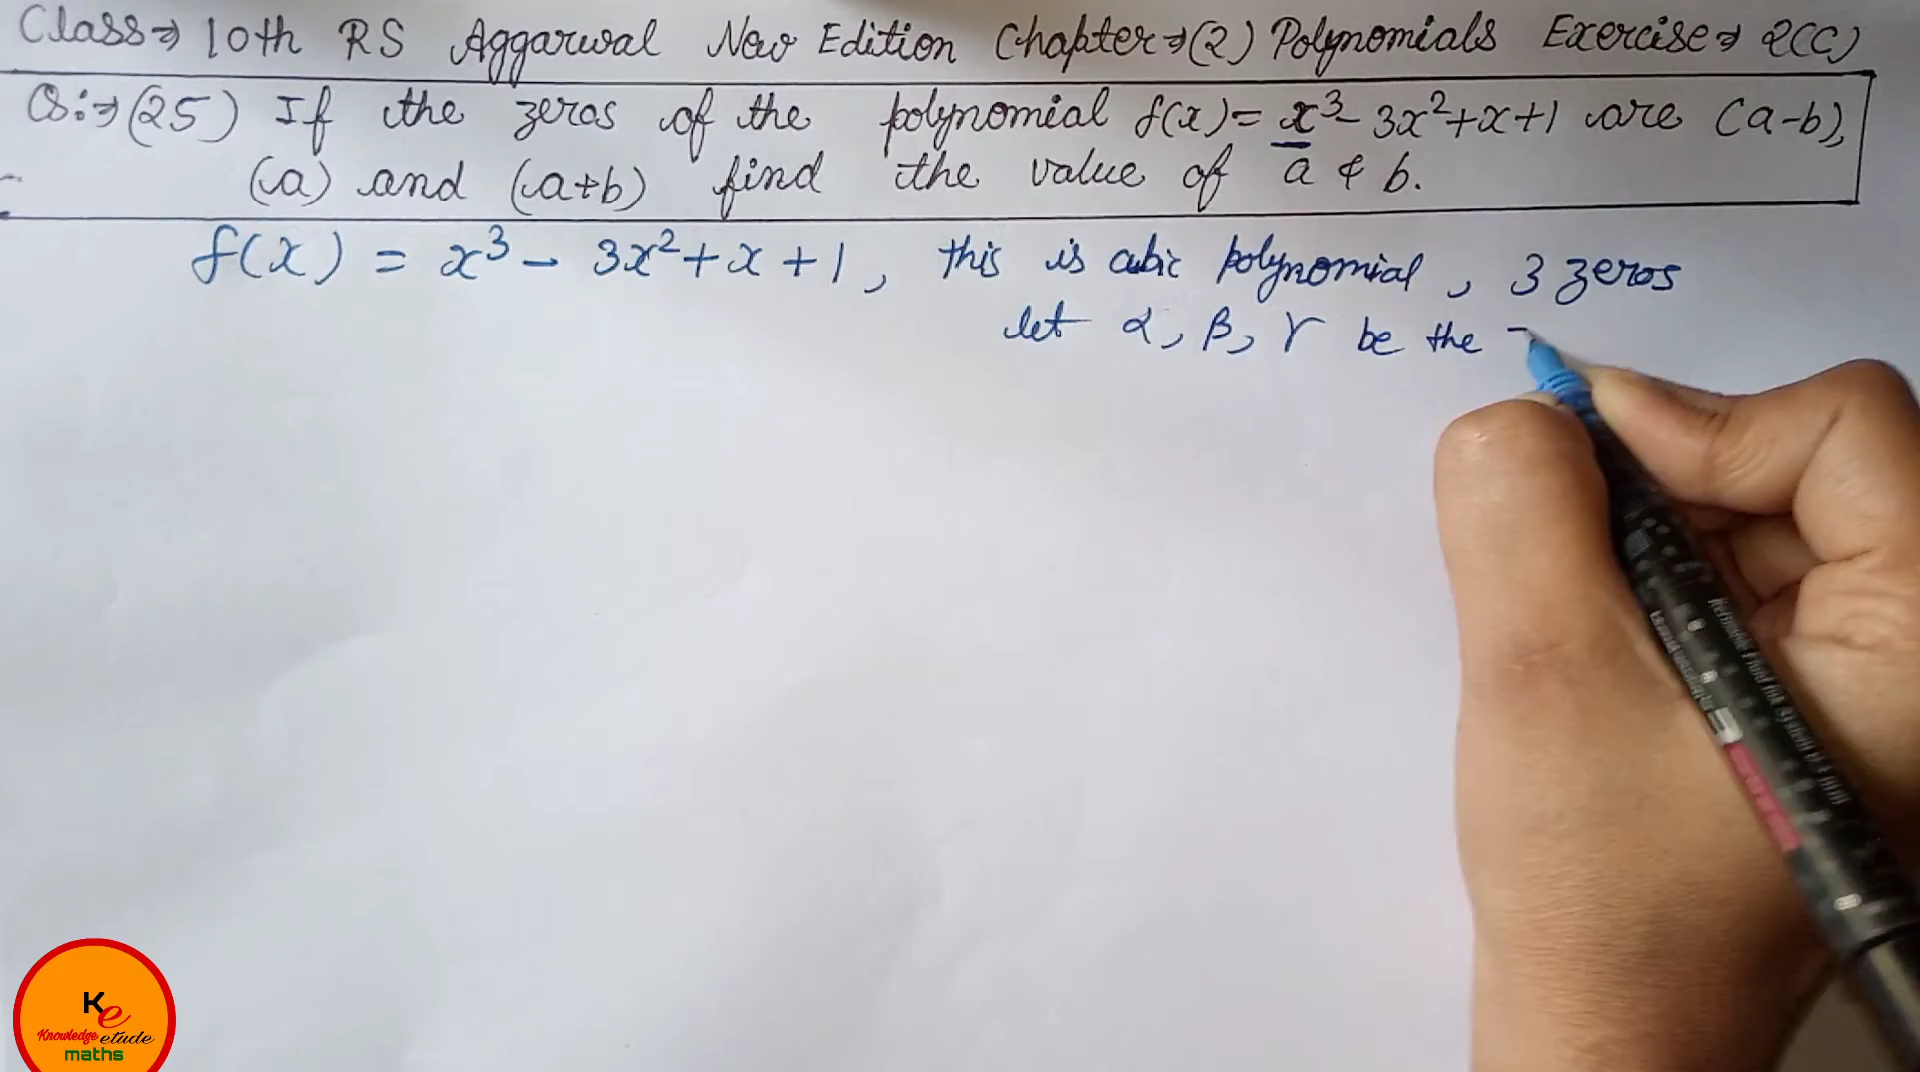 Class⇒ 10th RS Aggarwal New Edition Chapter⇒(2) Polynomials Exercise⇒ 2(C)
Q:⇒(25) If the zeros of the polynomial f(x)= x³- 3x²+x+1 are (a-b),
(a) and (a+b) find the value of a & b.
f(x) = x³ - 3x²+x+1, this is cubic polynomial, 3 zeros
let α, β, γ be the
Ke
Knowledge etude
maths